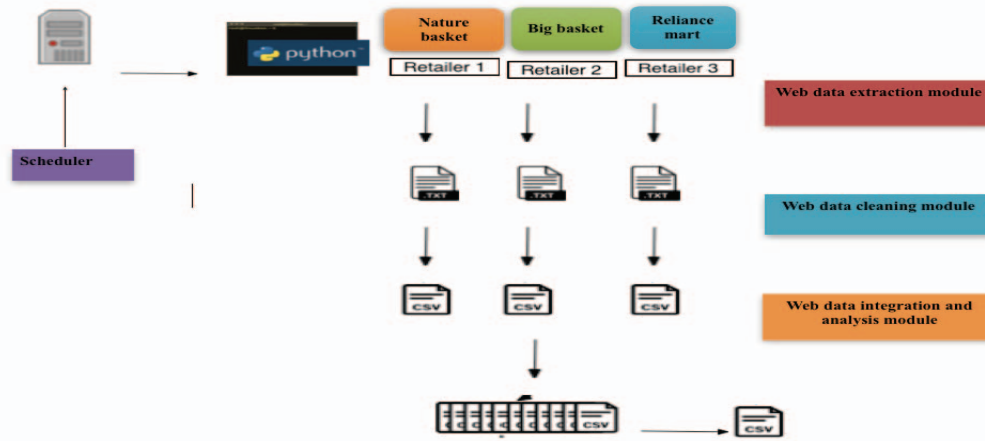 Nature
basket
Big basket
Reliance
mart
python
Retailer 1
Retailer 2
Retailer 3
Web data extraction module
Scheduler
.TXT
.TXT
.TXT
Web data cleaning module
CSV
CSV
CSV
Web data integration and
analysis module
CSV
CSV